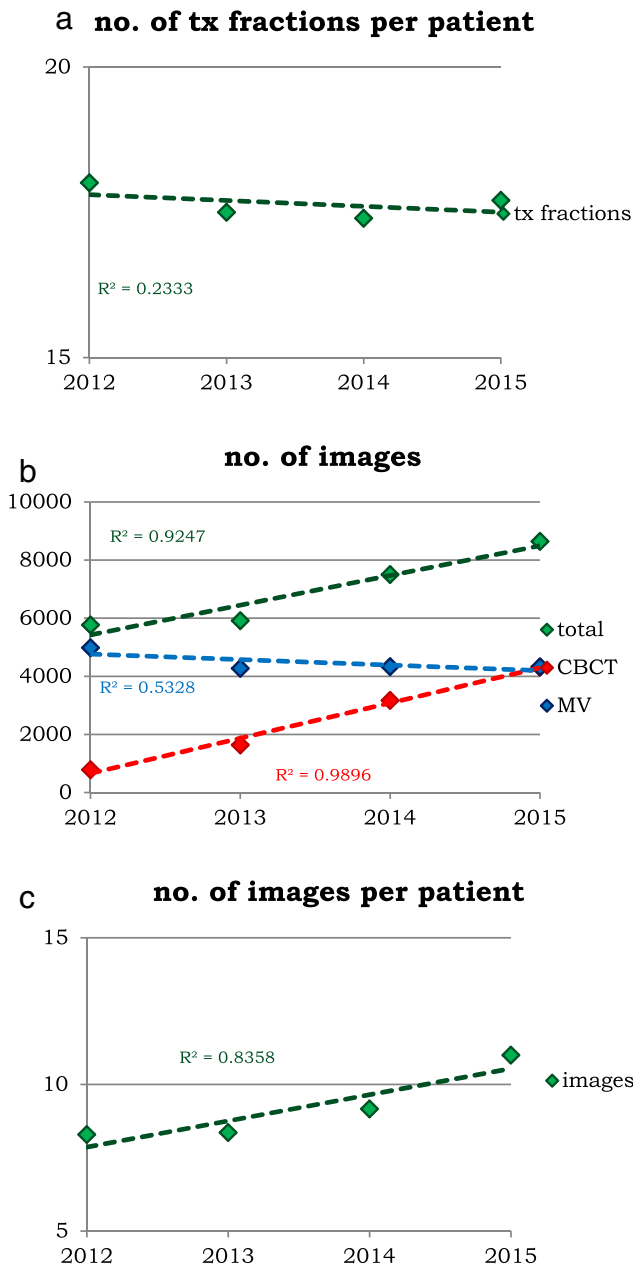 a no. of tx fractions per patient
20
tx fractions
R² = 0.2333
15
2012 2013 2014 2015
b no. of images
10000
R² = 0.9247
8000
6000
total
CBCT
4000
R² = 0.5328
MV
2000
R² = 0.9896
0
2012 2013 2014 2015
c no. of images per patient
15
R² = 0.8358
10
images
5
2012 2013 2014 2015